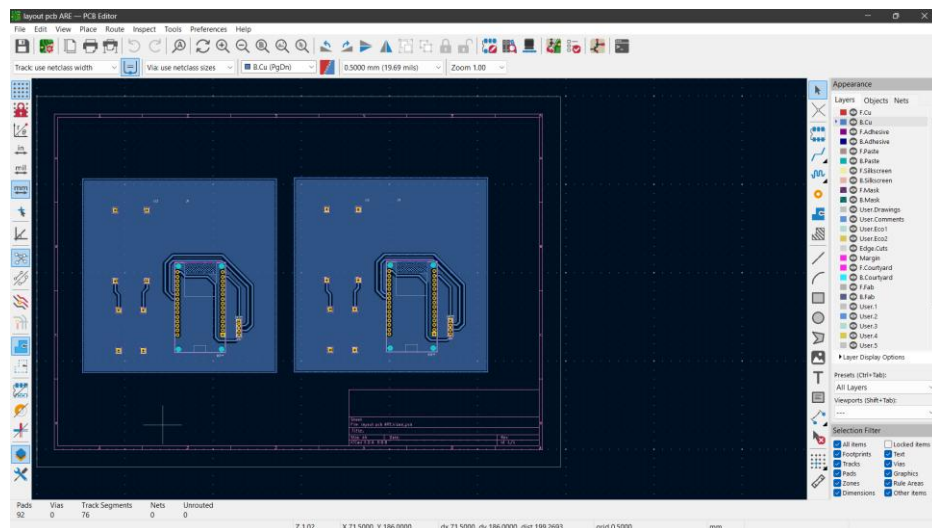 layout pcb ARE — PCB Editor
File Edit View Place Route Inspect Tools Preferences Help
Track: use netclass width
Via: use netclass sizes
B.Cu (PgDn)
0.5000 mm (19.69 mils)
Zoom 1.00
in
mil
mm
Appearance
Layers Objects Nets
F.Cu
B.Cu
F.Adhesive
B.Adhesive
F.Paste
B.Paste
F.Silkscreen
B.Silkscreen
F.Mask
B.Mask
User.Drawings
User.Comments
User.Eco1
User.Eco2
Edge.Cuts
Margin
F.Courtyard
B.Courtyard
F.Fab
B.Fab
User.1
User.2
User.3
User.4
User.5
Layer Display Options
Presets (Ctrl+Tab):
All Layers
Viewports (Shift+Tab):
---
Selection Filter
All items Locked items
Footprints Text
Tracks Vias
Pads Graphics
Zones Rule Areas
Dimensions Other items
Pads Vias Track Segments Nets Unrouted
92 0 76 0 0
Z 1.02 X 71.5000 Y 186.0000 dx 71.5000 dy 186.0000 dist 199.2693 grid 0.5000 mm